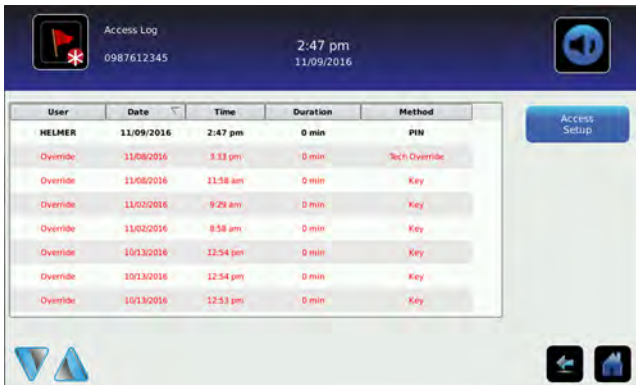 Access Log
0987612345
2:47 pm
11/09/2016
User Date Time Duration Method
HELMER 11/09/2016 2:47 pm 0 min PIN
Override 11/08/2016 3:33 pm 0 min Tech Override
Override 11/08/2016 11:58 am 0 min Key
Override 11/02/2016 9:29 am 0 min Key
Override 11/02/2016 8:58 am 0 min Key
Override 10/13/2016 12:54 pm 0 min Key
Override 10/13/2016 12:54 pm 0 min Key
Override 10/13/2016 12:53 pm 0 min Key
Access
Setup